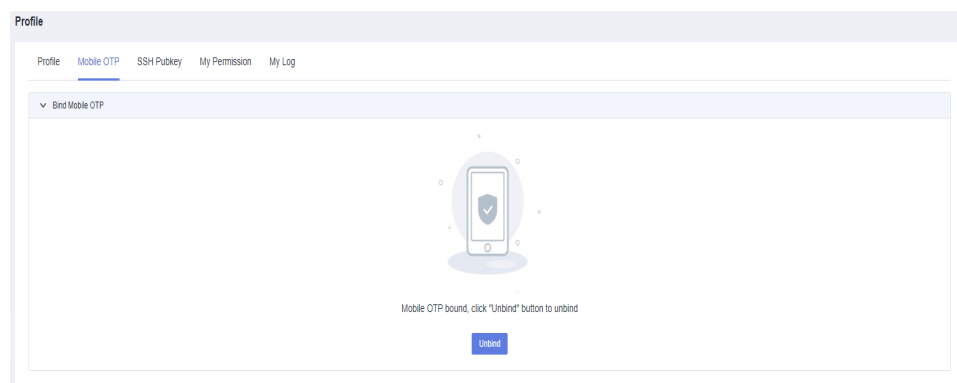 Profile
Profile Mobile OTP SSH Pubkey My Permission My Log
Bind Mobile OTP
Mobile OTP bound, click "Unbind" button to unbind
Unbind